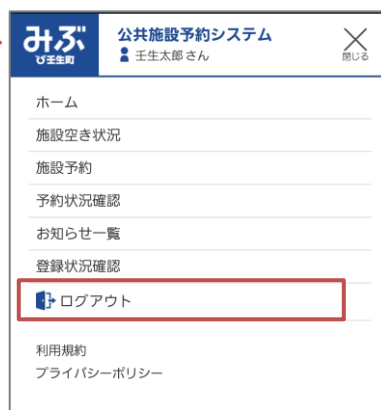 みぶ
び壬生町
公共施設予約システム
壬生太郎さん
閉じる
ホーム
施設空き状況
施設予約
予約状況確認
お知らせ一覧
登録状況確認
ログアウト
利用規約
プライバシーポリシー